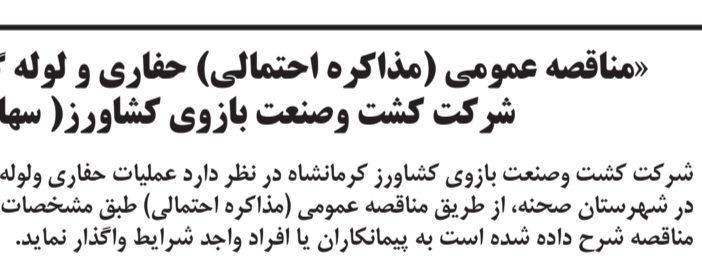 «مناقصه عمومی (مذاکره احتمالی) حفاری و لوله
شرکت کشت وصنعت بازوی کشاورز(
شرکت کشت وصنعت بازوی کشاورز کرمانشاه در نظر دارد عملیات حفاری ولوله
در شهرستان صحنه، از طریق مناقصه عمومی (مذاکره احتمالی) طبق مشخصات
مناقصه شرح داده شده است به پیمانکاران یا افراد واجد شرایط واگذار نماید.